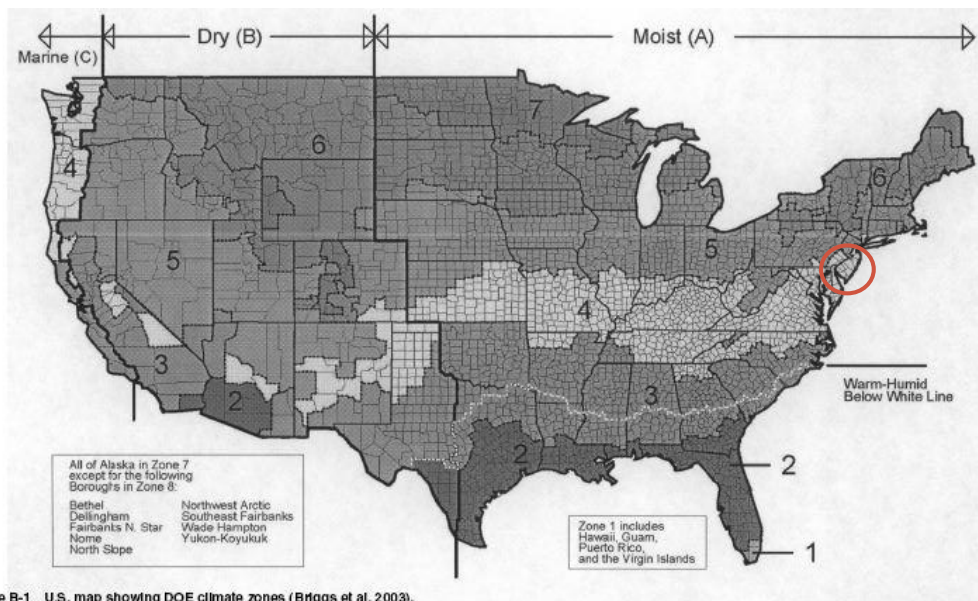 Marine (C)
Dry (B)
Moist (A)
7
6
6
4
5
5
4
3
3
2
2
2
1
Warm-Humid
Below White Line
All of Alaska in Zone 7
except for the following
Boroughs in Zone 8:
Bethel Northwest Arctic
Dellingham Southeast Fairbanks
Fairbanks N. Star Wade Hampton
Nome Yukon-Koyukuk
North Slope
Zone 1 includes
Hawaii, Guam,
Puerto Rico,
and the Virgin Islands
e B-1 U.S. map showing DOE climate zones (Briggs et al. 2003).